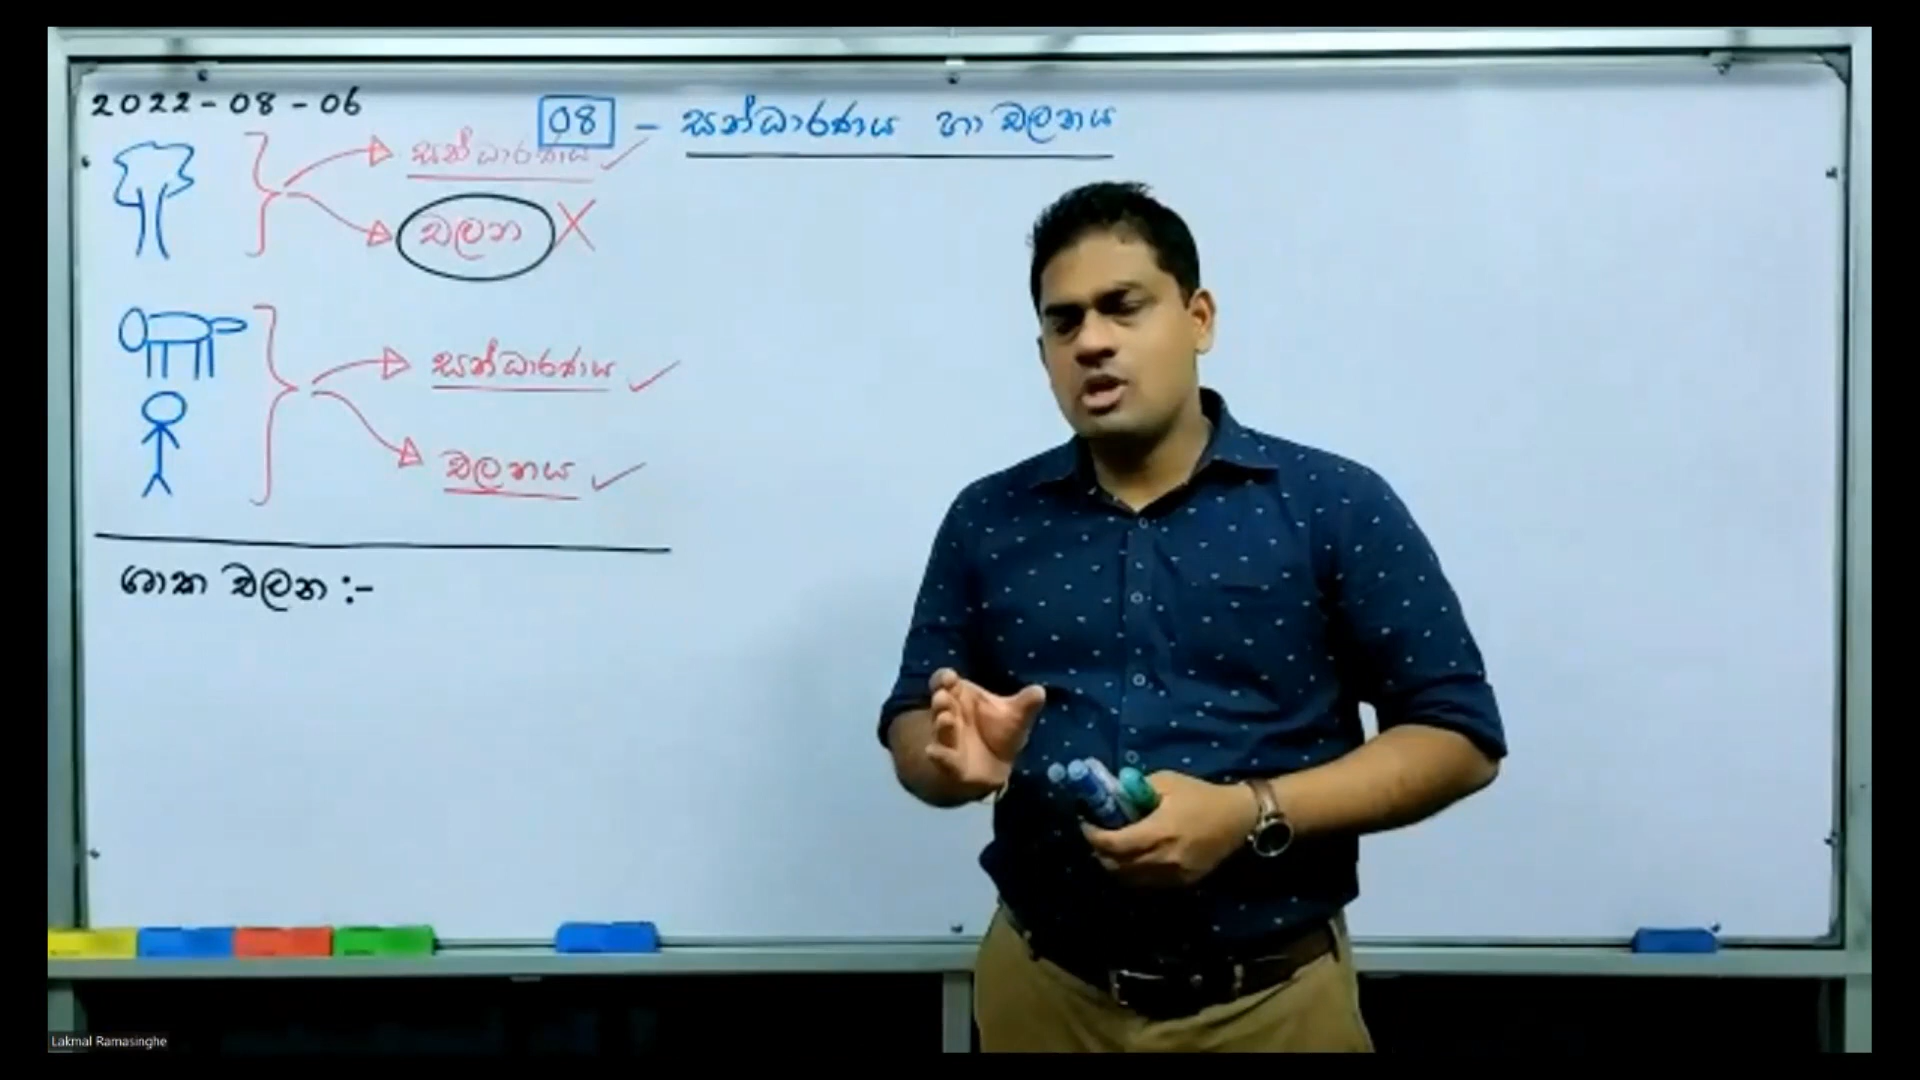 2022-08-06
08 - සන්ධාරණය හා චලනය
සන්ධාරණය ✓
චලන X
සන්ධාරණය ✓
චලනය ✓
ශාක චලන :-
Lakmal Ramasinghe